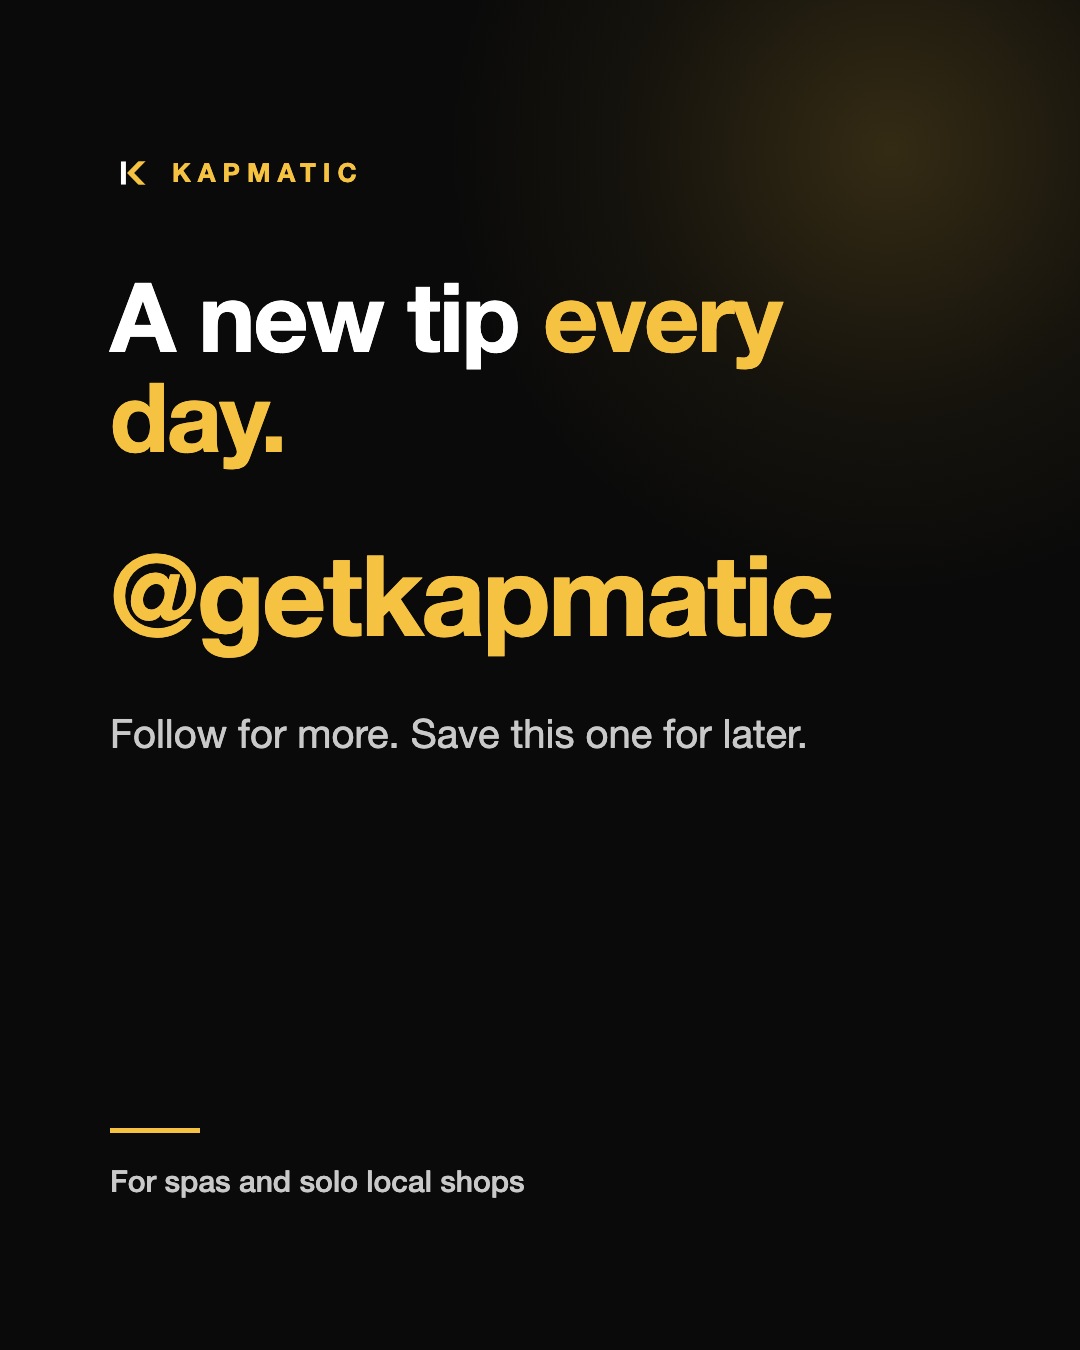 KAPMATIC
A new tip every
day.
@getkapmatic
Follow for more. Save this one for later.
For spas and solo local shops